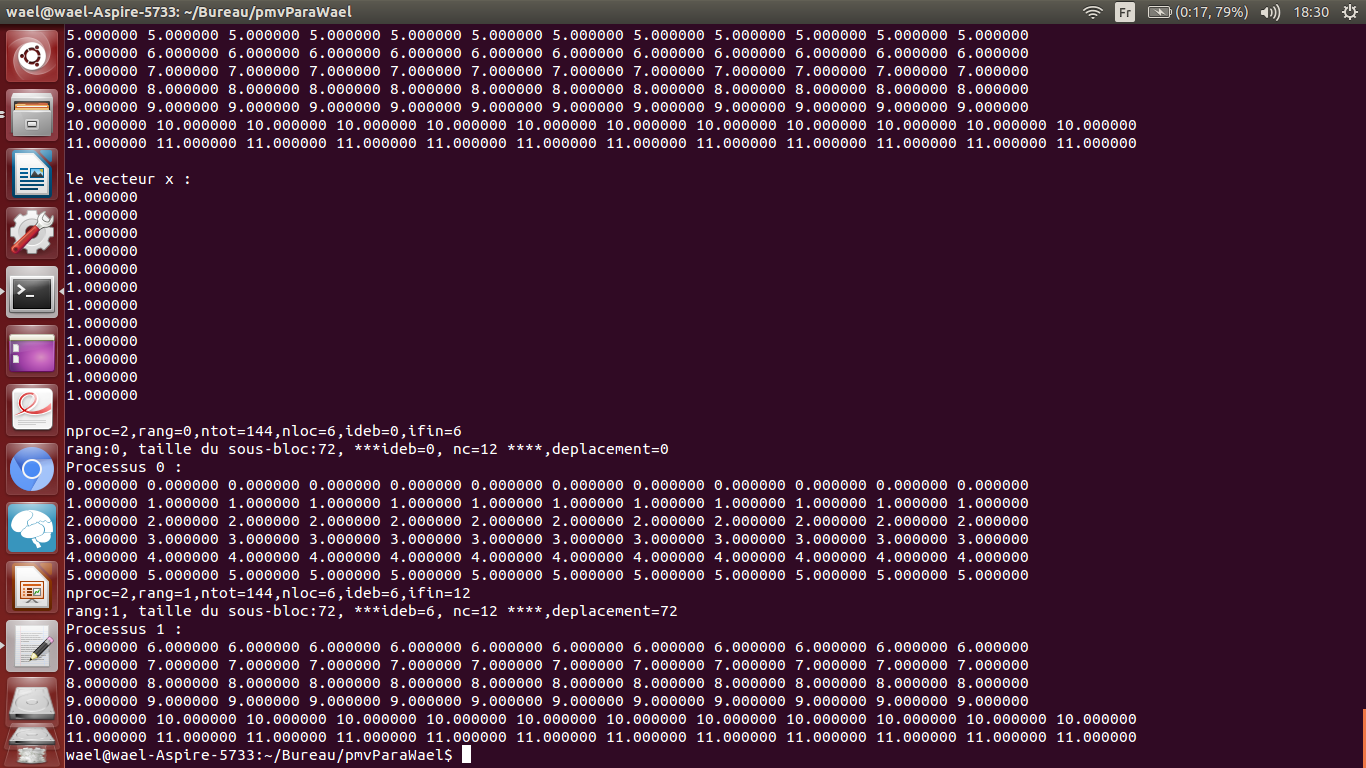 wael@wael-Aspire-5733: ~/Bureau/pmvParaWael
Fr
(0:17, 79%)
18:30
5.000000 5.000000 5.000000 5.000000 5.000000 5.000000 5.000000 5.000000 5.000000 5.000000 5.000000 5.000000
6.000000 6.000000 6.000000 6.000000 6.000000 6.000000 6.000000 6.000000 6.000000 6.000000 6.000000 6.000000
7.000000 7.000000 7.000000 7.000000 7.000000 7.000000 7.000000 7.000000 7.000000 7.000000 7.000000 7.000000
8.000000 8.000000 8.000000 8.000000 8.000000 8.000000 8.000000 8.000000 8.000000 8.000000 8.000000 8.000000
9.000000 9.000000 9.000000 9.000000 9.000000 9.000000 9.000000 9.000000 9.000000 9.000000 9.000000 9.000000
10.000000 10.000000 10.000000 10.000000 10.000000 10.000000 10.000000 10.000000 10.000000 10.000000 10.000000 10.000000
11.000000 11.000000 11.000000 11.000000 11.000000 11.000000 11.000000 11.000000 11.000000 11.000000 11.000000 11.000000
le vecteur x :
1.000000
1.000000
1.000000
1.000000
1.000000
1.000000
1.000000
1.000000
1.000000
1.000000
1.000000
1.000000
nproc=2,rang=0,ntot=144,nloc=6,ideb=0,ifin=6
rang:0, taille du sous-bloc:72, ***ideb=0, nc=12 ****,deplacement=0
Processus 0 :
0.000000 0.000000 0.000000 0.000000 0.000000 0.000000 0.000000 0.000000 0.000000 0.000000 0.000000 0.000000
1.000000 1.000000 1.000000 1.000000 1.000000 1.000000 1.000000 1.000000 1.000000 1.000000 1.000000 1.000000
2.000000 2.000000 2.000000 2.000000 2.000000 2.000000 2.000000 2.000000 2.000000 2.000000 2.000000 2.000000
3.000000 3.000000 3.000000 3.000000 3.000000 3.000000 3.000000 3.000000 3.000000 3.000000 3.000000 3.000000
4.000000 4.000000 4.000000 4.000000 4.000000 4.000000 4.000000 4.000000 4.000000 4.000000 4.000000 4.000000
5.000000 5.000000 5.000000 5.000000 5.000000 5.000000 5.000000 5.000000 5.000000 5.000000 5.000000 5.000000
nproc=2,rang=1,ntot=144,nloc=6,ideb=6,ifin=12
rang:1, taille du sous-bloc:72, ***ideb=6, nc=12 ****,deplacement=72
Processus 1 :
6.000000 6.000000 6.000000 6.000000 6.000000 6.000000 6.000000 6.000000 6.000000 6.000000 6.000000 6.000000
7.000000 7.000000 7.000000 7.000000 7.000000 7.000000 7.000000 7.000000 7.000000 7.000000 7.000000 7.000000
8.000000 8.000000 8.000000 8.000000 8.000000 8.000000 8.000000 8.000000 8.000000 8.000000 8.000000 8.000000
9.000000 9.000000 9.000000 9.000000 9.000000 9.000000 9.000000 9.000000 9.000000 9.000000 9.000000 9.000000
10.000000 10.000000 10.000000 10.000000 10.000000 10.000000 10.000000 10.000000 10.000000 10.000000 10.000000 10.000000
11.000000 11.000000 11.000000 11.000000 11.000000 11.000000 11.000000 11.000000 11.000000 11.000000 11.000000 11.000000
wael@wael-Aspire-5733:~/Bureau/pmvParaWael$